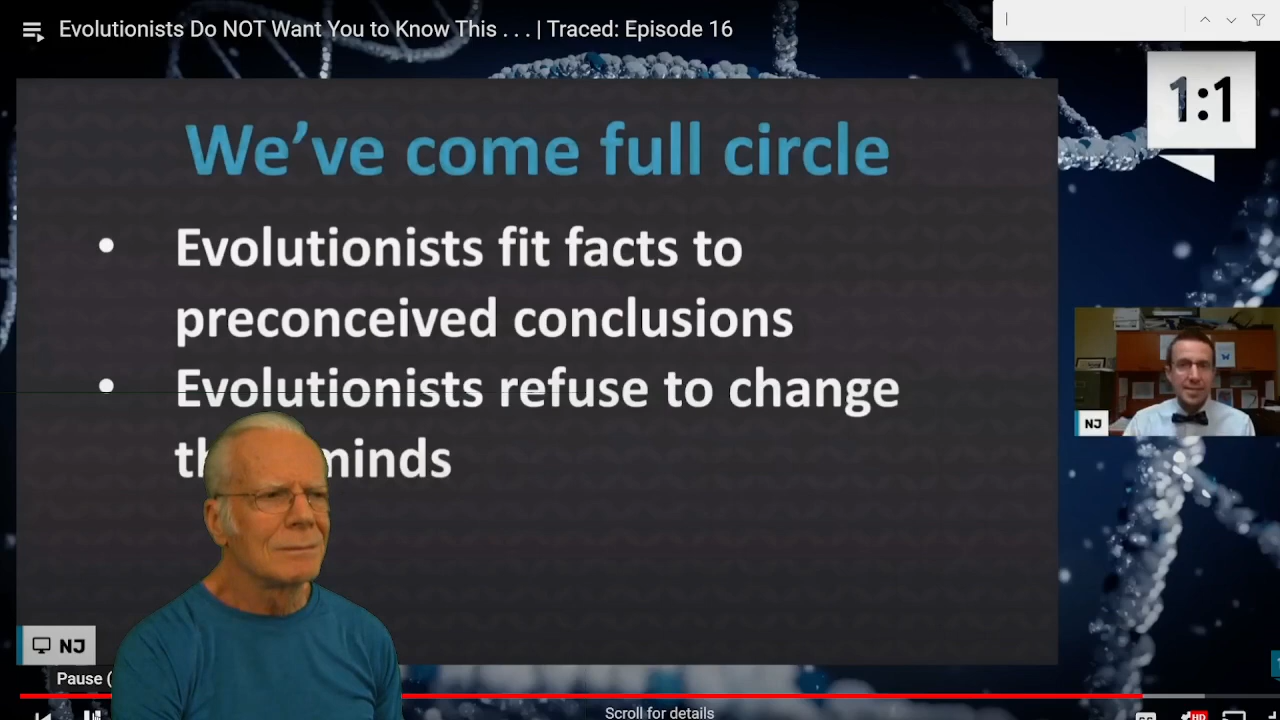 Evolutionists Do NOT Want You to Know This . . . | Traced: Episode 16
1:1
We've come full circle
• Evolutionists fit facts to
preconceived conclusions
• Evolutionists refuse to change
minds
NJ
NJ
Pause (
Scroll for details
HD